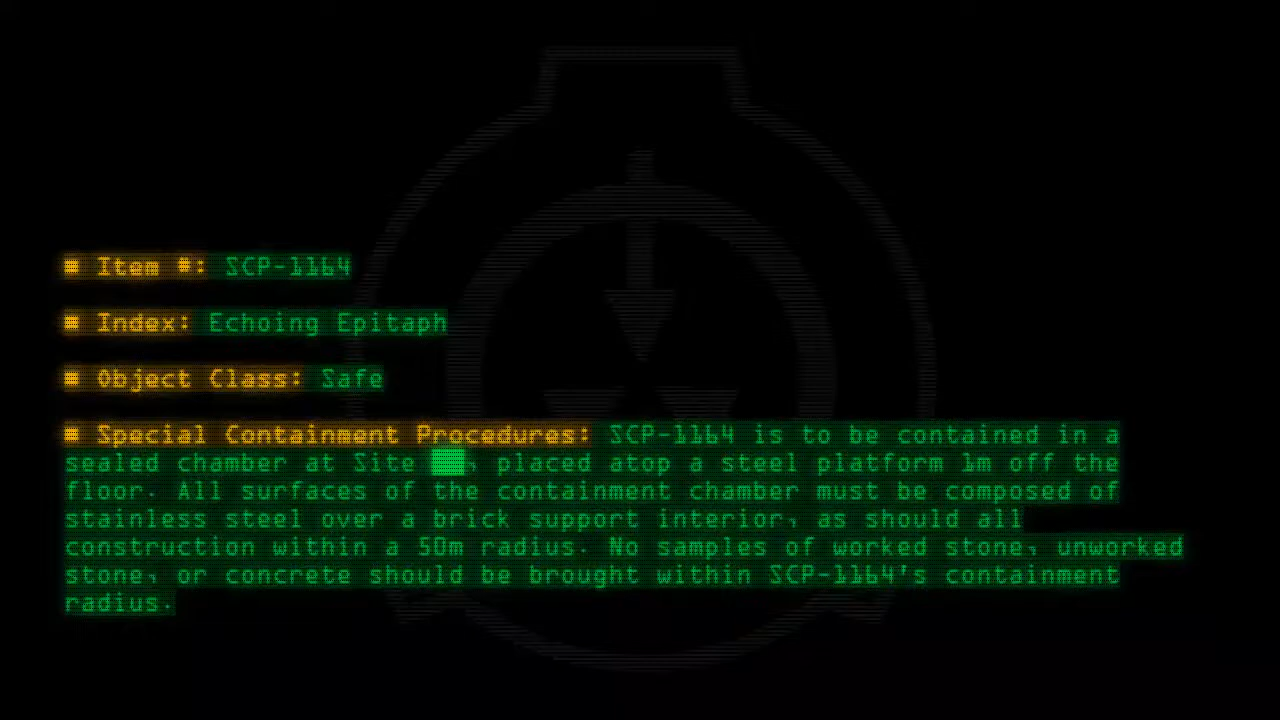 ■ Item #: SCP-1164
■ Index: Echoing Epitaph
■ Object Class: Safe
■ Special Containment Procedures: SCP-1164 is to be contained in a
sealed chamber at Site ██, placed atop a steel platform 1m off the
floor. All surfaces of the containment chamber must be composed of
stainless steel over a brick support interior, as should all
construction within a 50m radius. No samples of worked stone, unworked
stone, or concrete should be brought within SCP-1164's containment
radius.